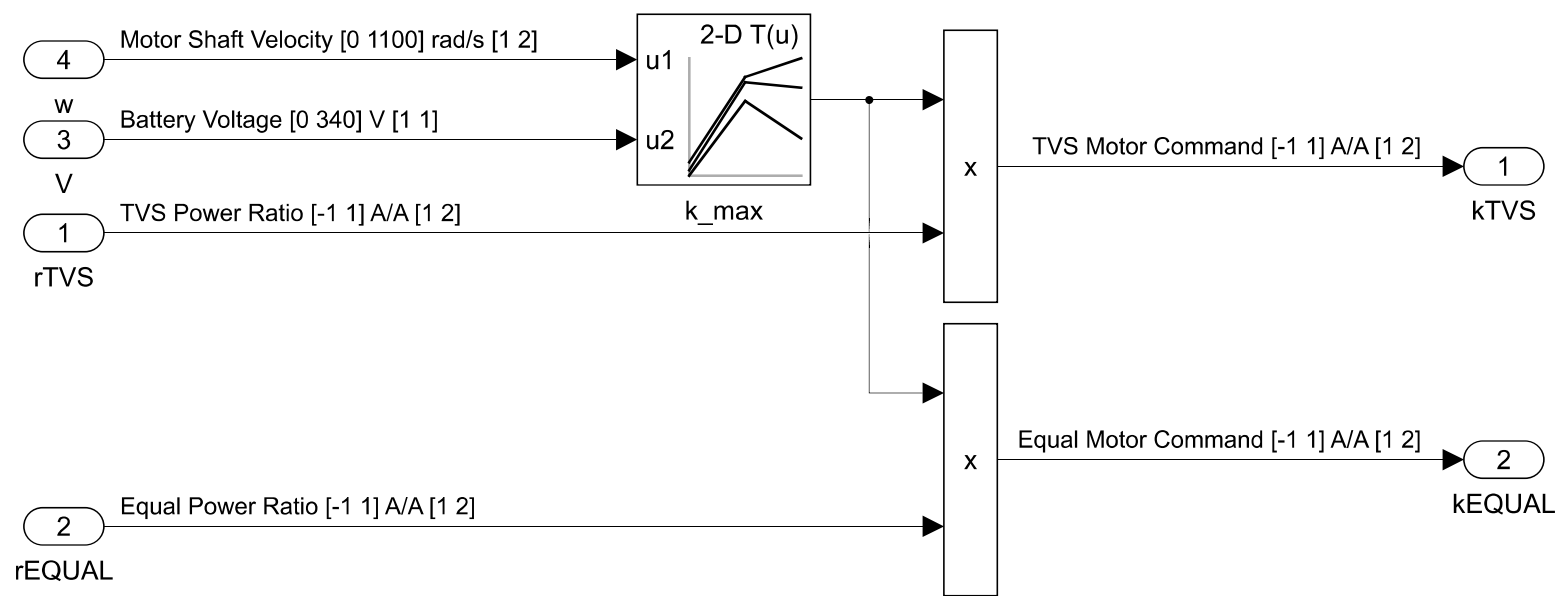 4
w
Motor Shaft Velocity [0 1100] rad/s [1 2]
3
V
Battery Voltage [0 340] V [1 1]
2-D T(u)
u1
u2
k_max
1
rTVS
TVS Power Ratio [-1 1] A/A [1 2]
x
TVS Motor Command [-1 1] A/A [1 2]
1
kTVS
x
Equal Motor Command [-1 1] A/A [1 2]
2
kEQUAL
Equal Power Ratio [-1 1] A/A [1 2]
2
rEQUAL